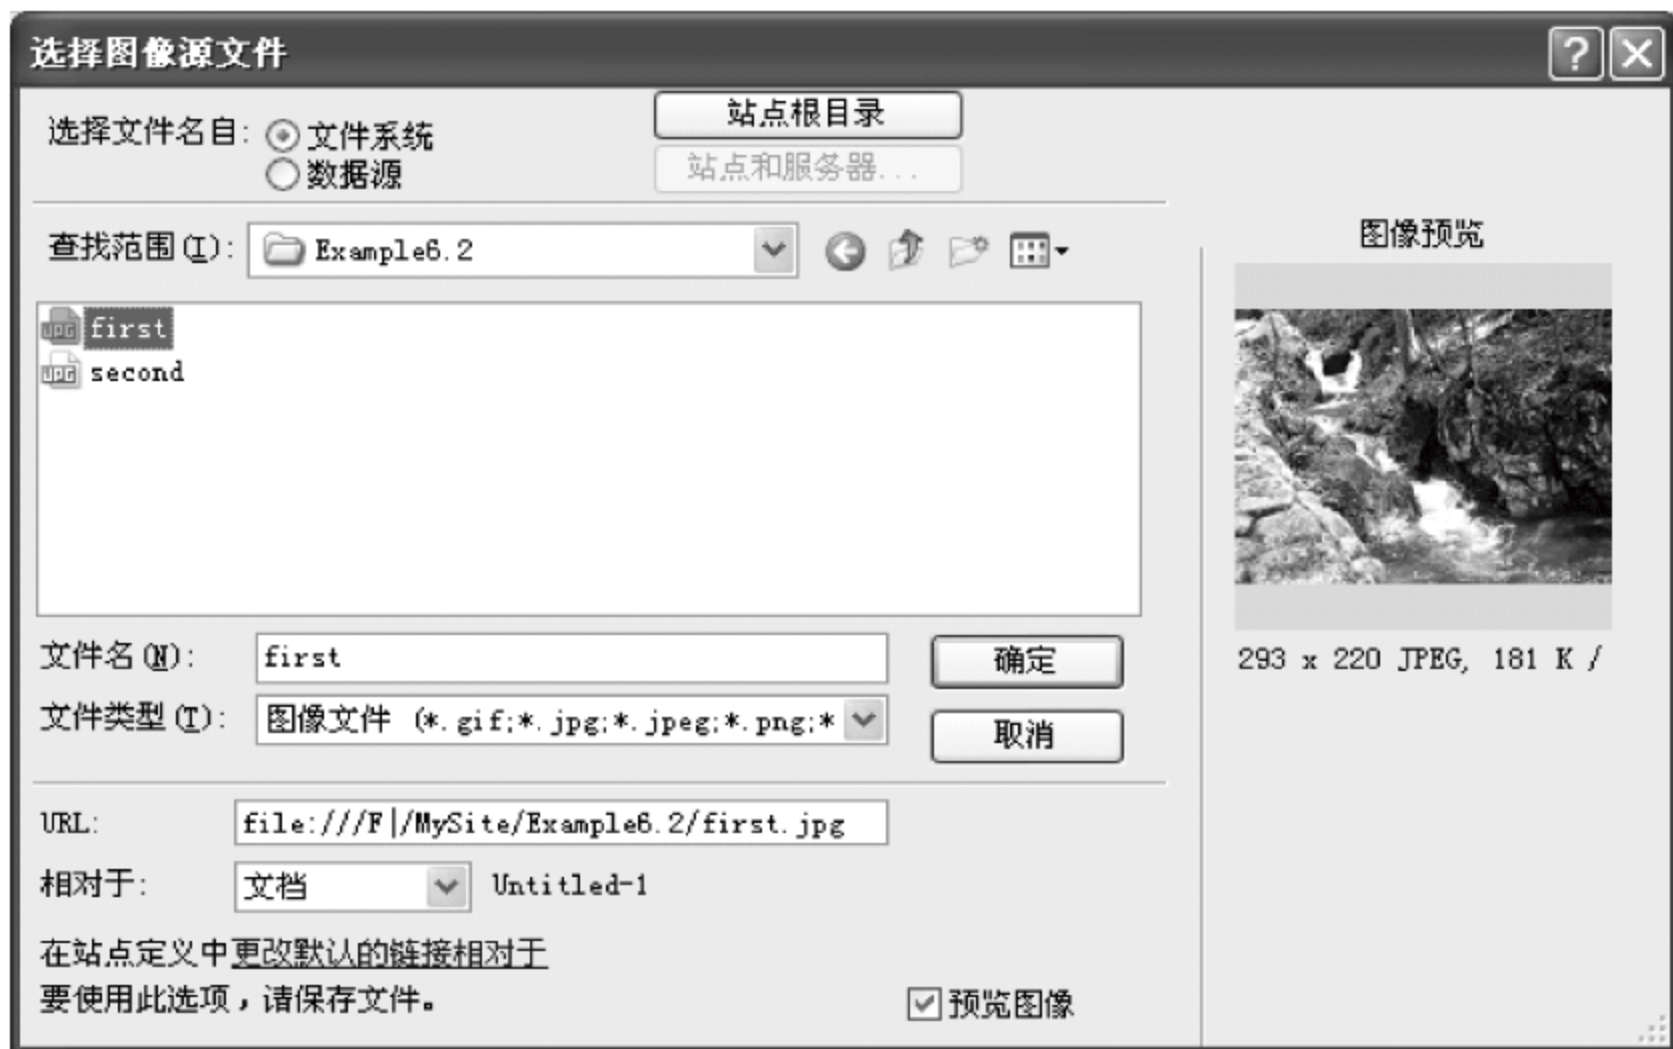 选择图像源文件
选择文件名自: 文件系统
数据源
站点根目录
站点和服务器...
查找范围(I): Example6.2
first
second
文件名(N): first
文件类型(T): 图像文件 (*.gif;*.jpg;*.jpeg;*.png;*
确定
取消
URL: file:///F|/MySite/Example6.2/first.jpg
相对于: 文档 Untitled-1
在站点定义中更改默认的链接相对于
要使用此选项，请保存文件。
预览图像
图像预览
293 x 220 JPEG, 181 K /